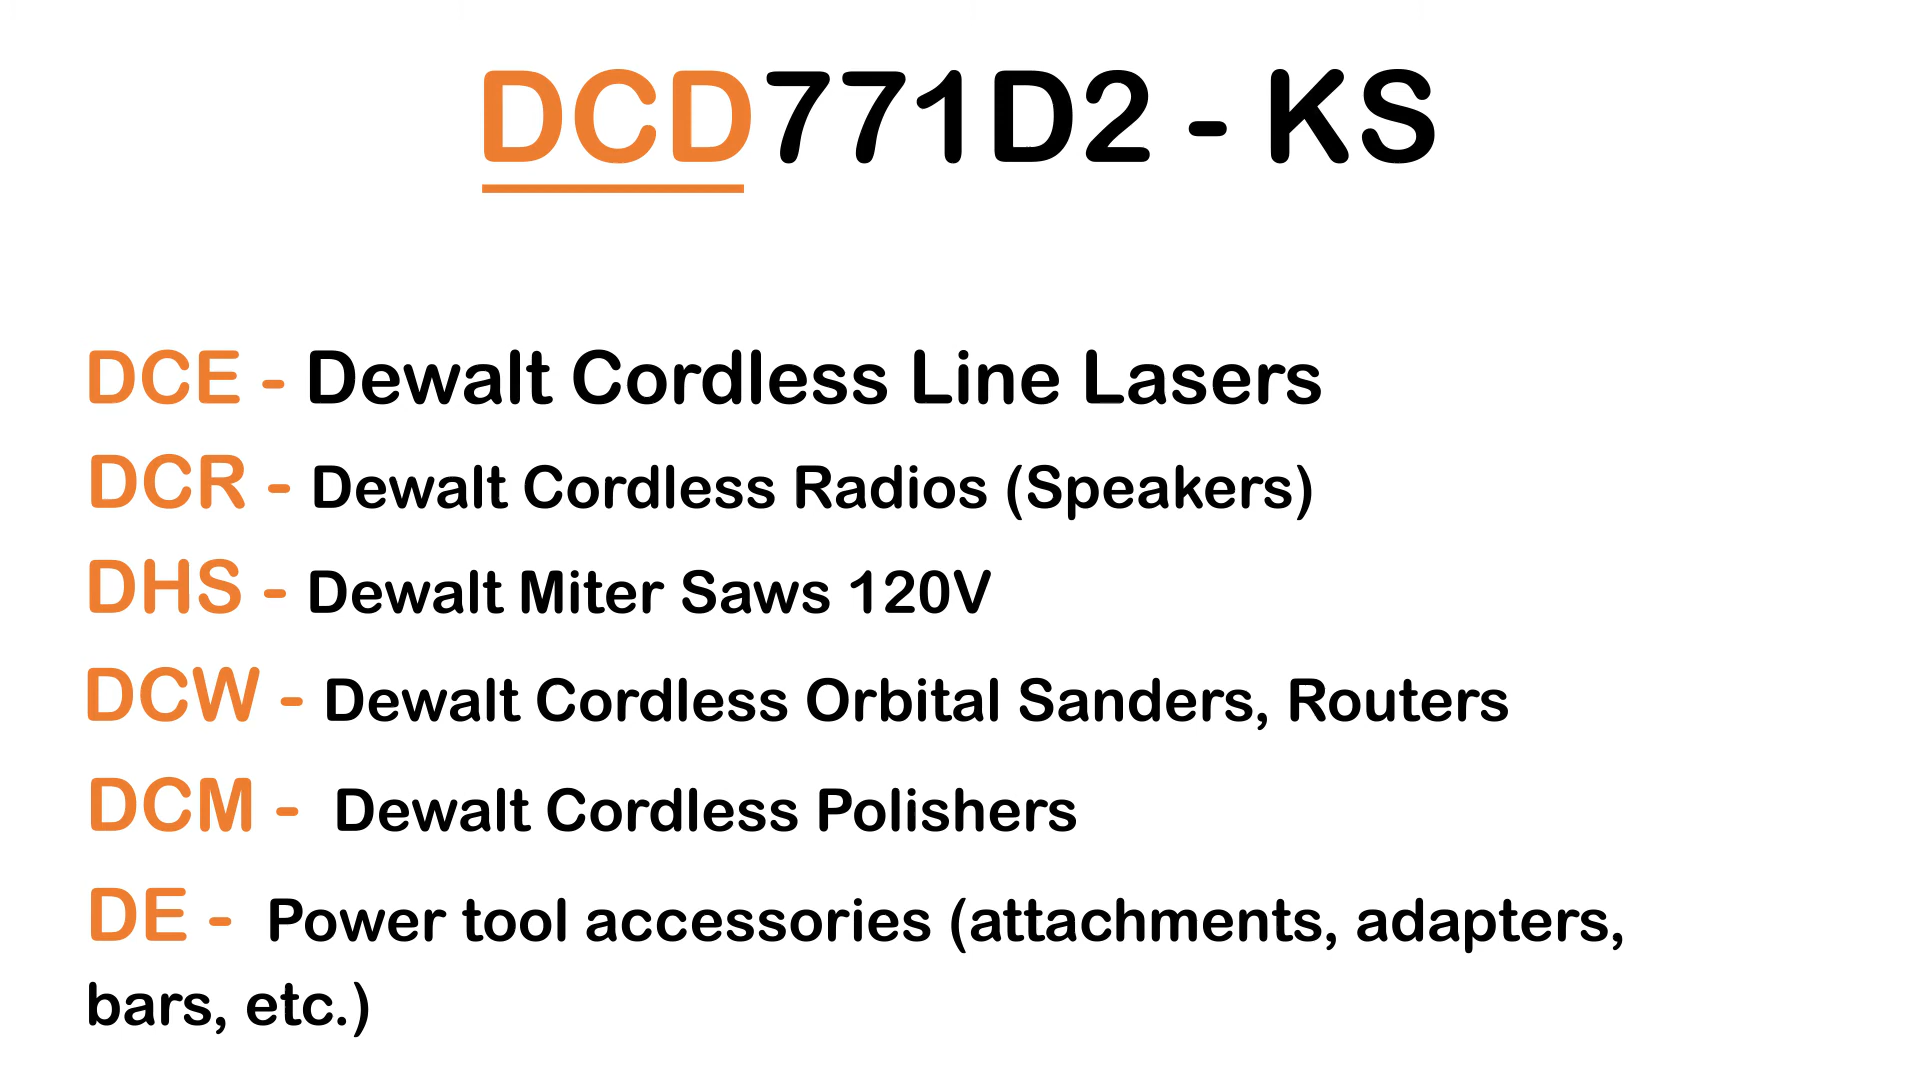 DCD771D2 - KS
DCE - Dewalt Cordless Line Lasers
DCR - Dewalt Cordless Radios (Speakers)
DHS - Dewalt Miter Saws 120V
DCW - Dewalt Cordless Orbital Sanders, Routers
DCM - Dewalt Cordless Polishers
DE - Power tool accessories (attachments, adapters,
bars, etc.)